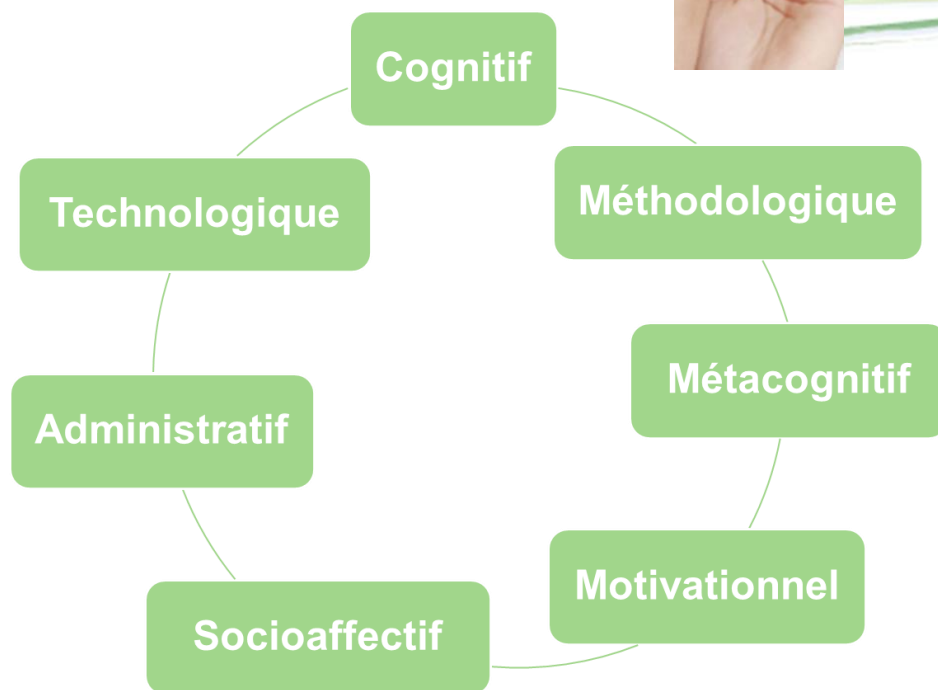 Cognitif
Méthodologique
Métacognitif
Motivationnel
Socioaffectif
Administratif
Technologique